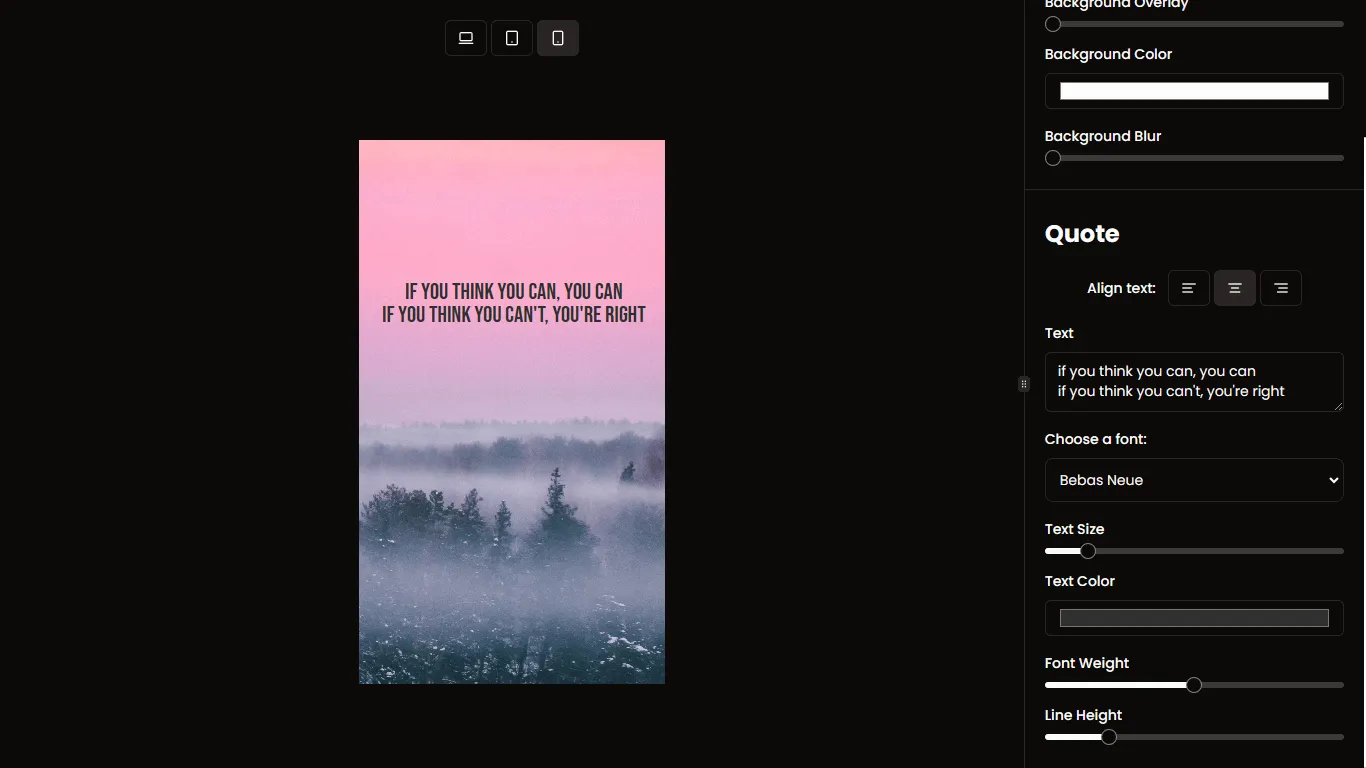 Background Overlay
Background Color
Background Blur
Quote
Align text:
Text
if you think you can, you can
if you think you can't, you're right
Choose a font:
Bebas Neue
Text Size
Text Color
Font Weight
Line Height
IF YOU THINK YOU CAN, YOU CAN
IF YOU THINK YOU CAN'T, YOU'RE RIGHT